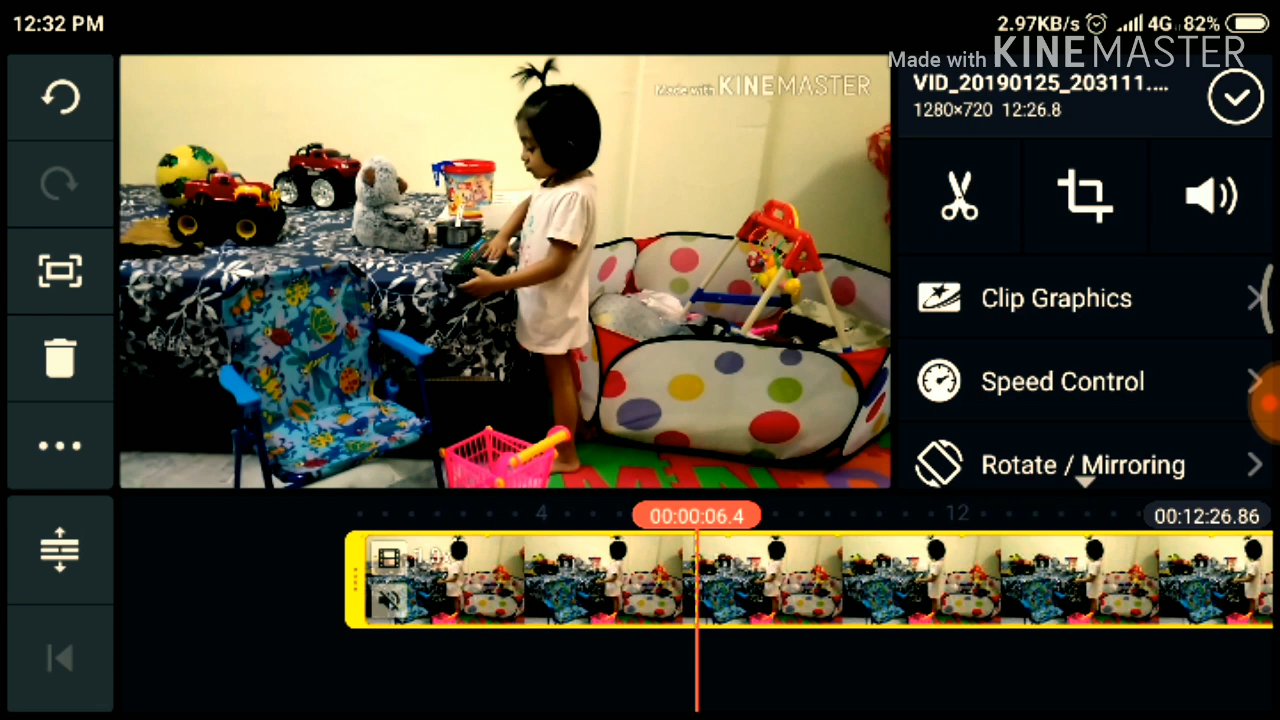 12:32 PM
2.97KB/s 4G 82%
Made with KINEMASTER
Made with KINEMASTER
VID_20190125_203111....
1280×720 12:26.8
Clip Graphics
Speed Control
Rotate / Mirroring
4
00:00:06.4
12
00:12:26.86